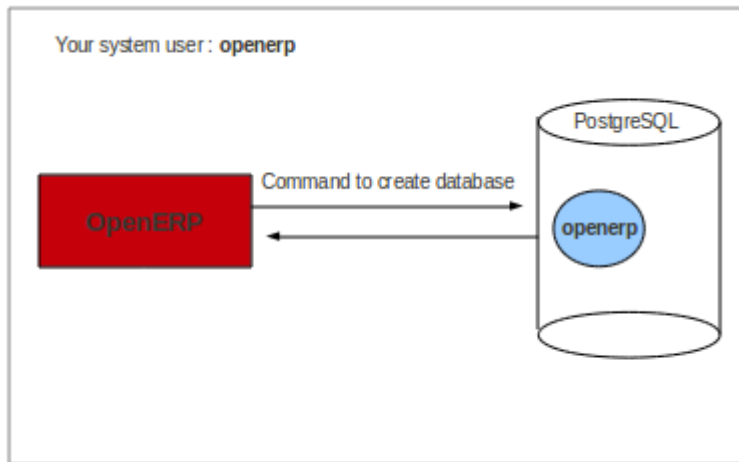 Your system user : openerp
PostgreSQL
Command to create database
OpenERP
openerp